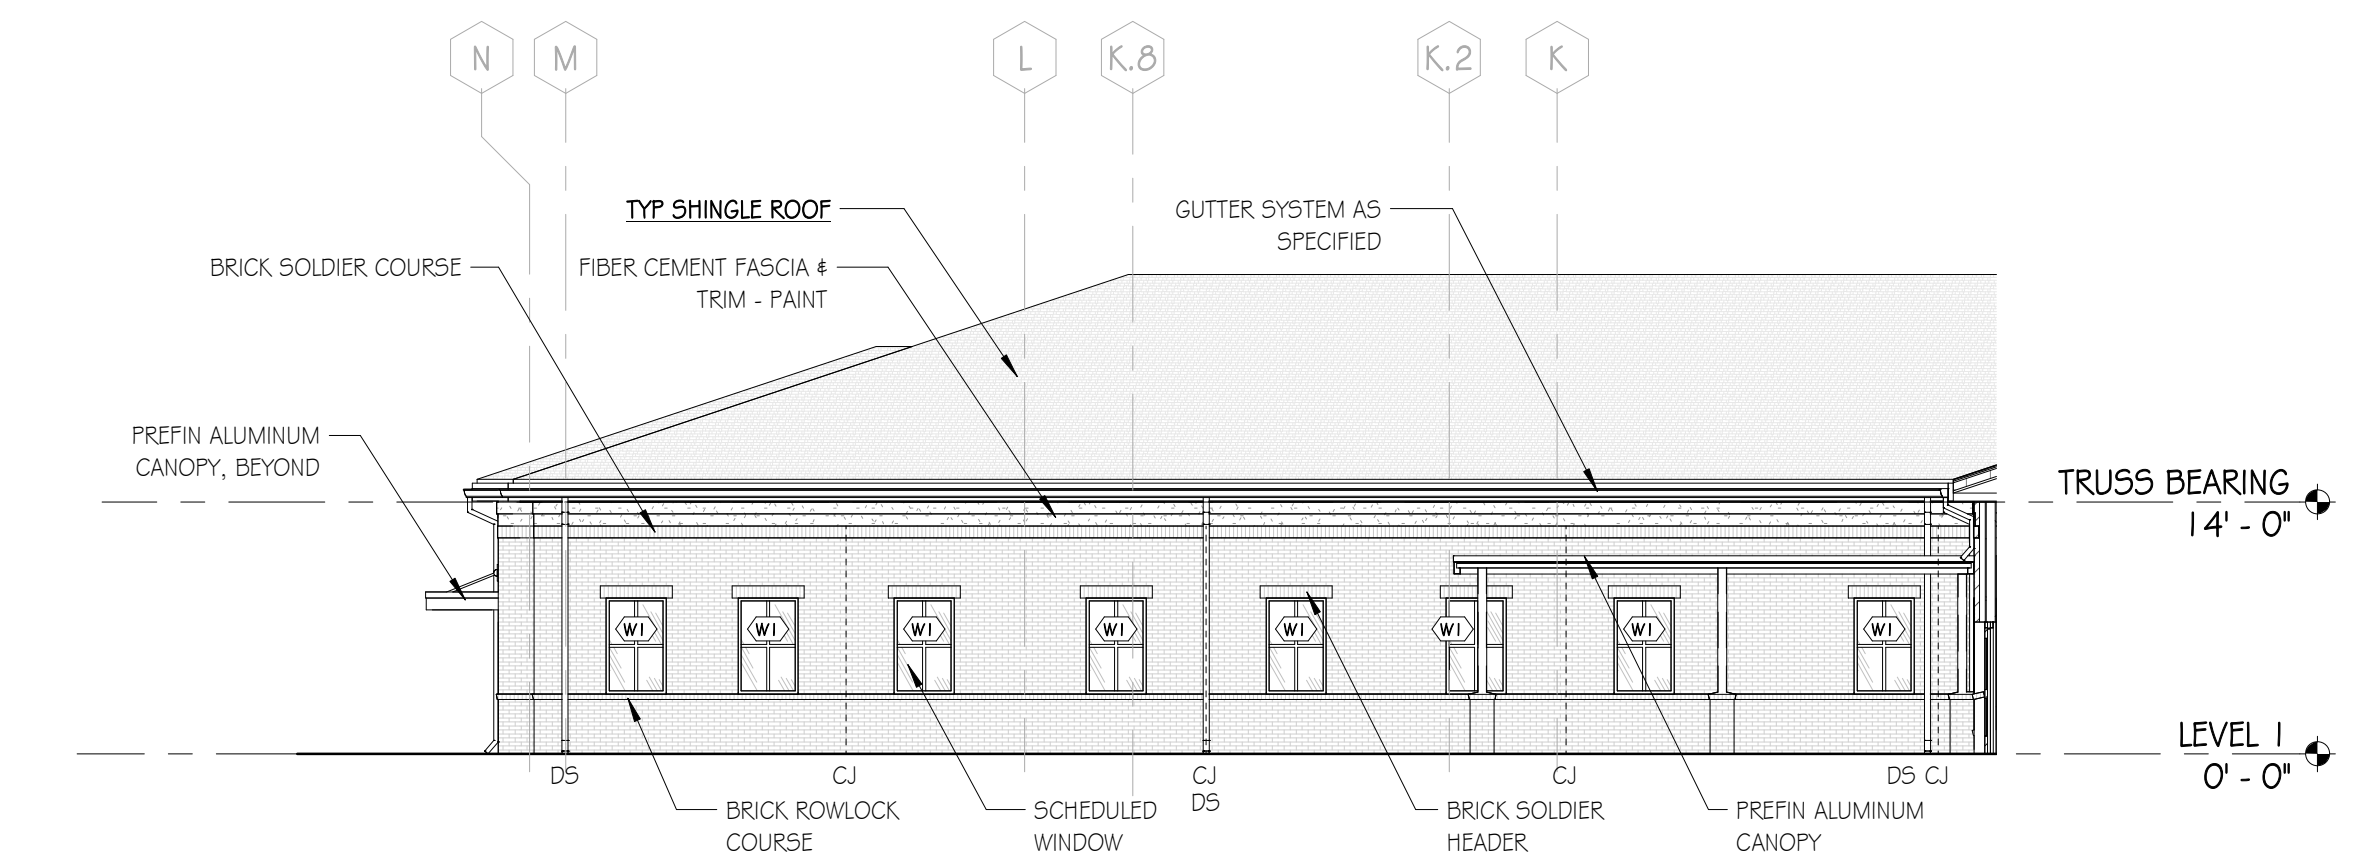 N
M
L
K.8
K.2
K
TYP SHINGLE ROOF
GUTTER SYSTEM AS
SPECIFIED
BRICK SOLDIER COURSE
FIBER CEMENT FASCIA &
TRIM - PAINT
PREFIN ALUMINUM
CANOPY, BEYOND
TRUSS BEARING
14' - 0"
W1
W1
W1
W1
W1
W1
W1
W1
LEVEL 1
0' - 0"
DS
CJ
CJ
DS
CJ
DS CJ
BRICK ROWLOCK
COURSE
SCHEDULED
WINDOW
BRICK SOLDIER
HEADER
PREFIN ALUMINUM
CANOPY